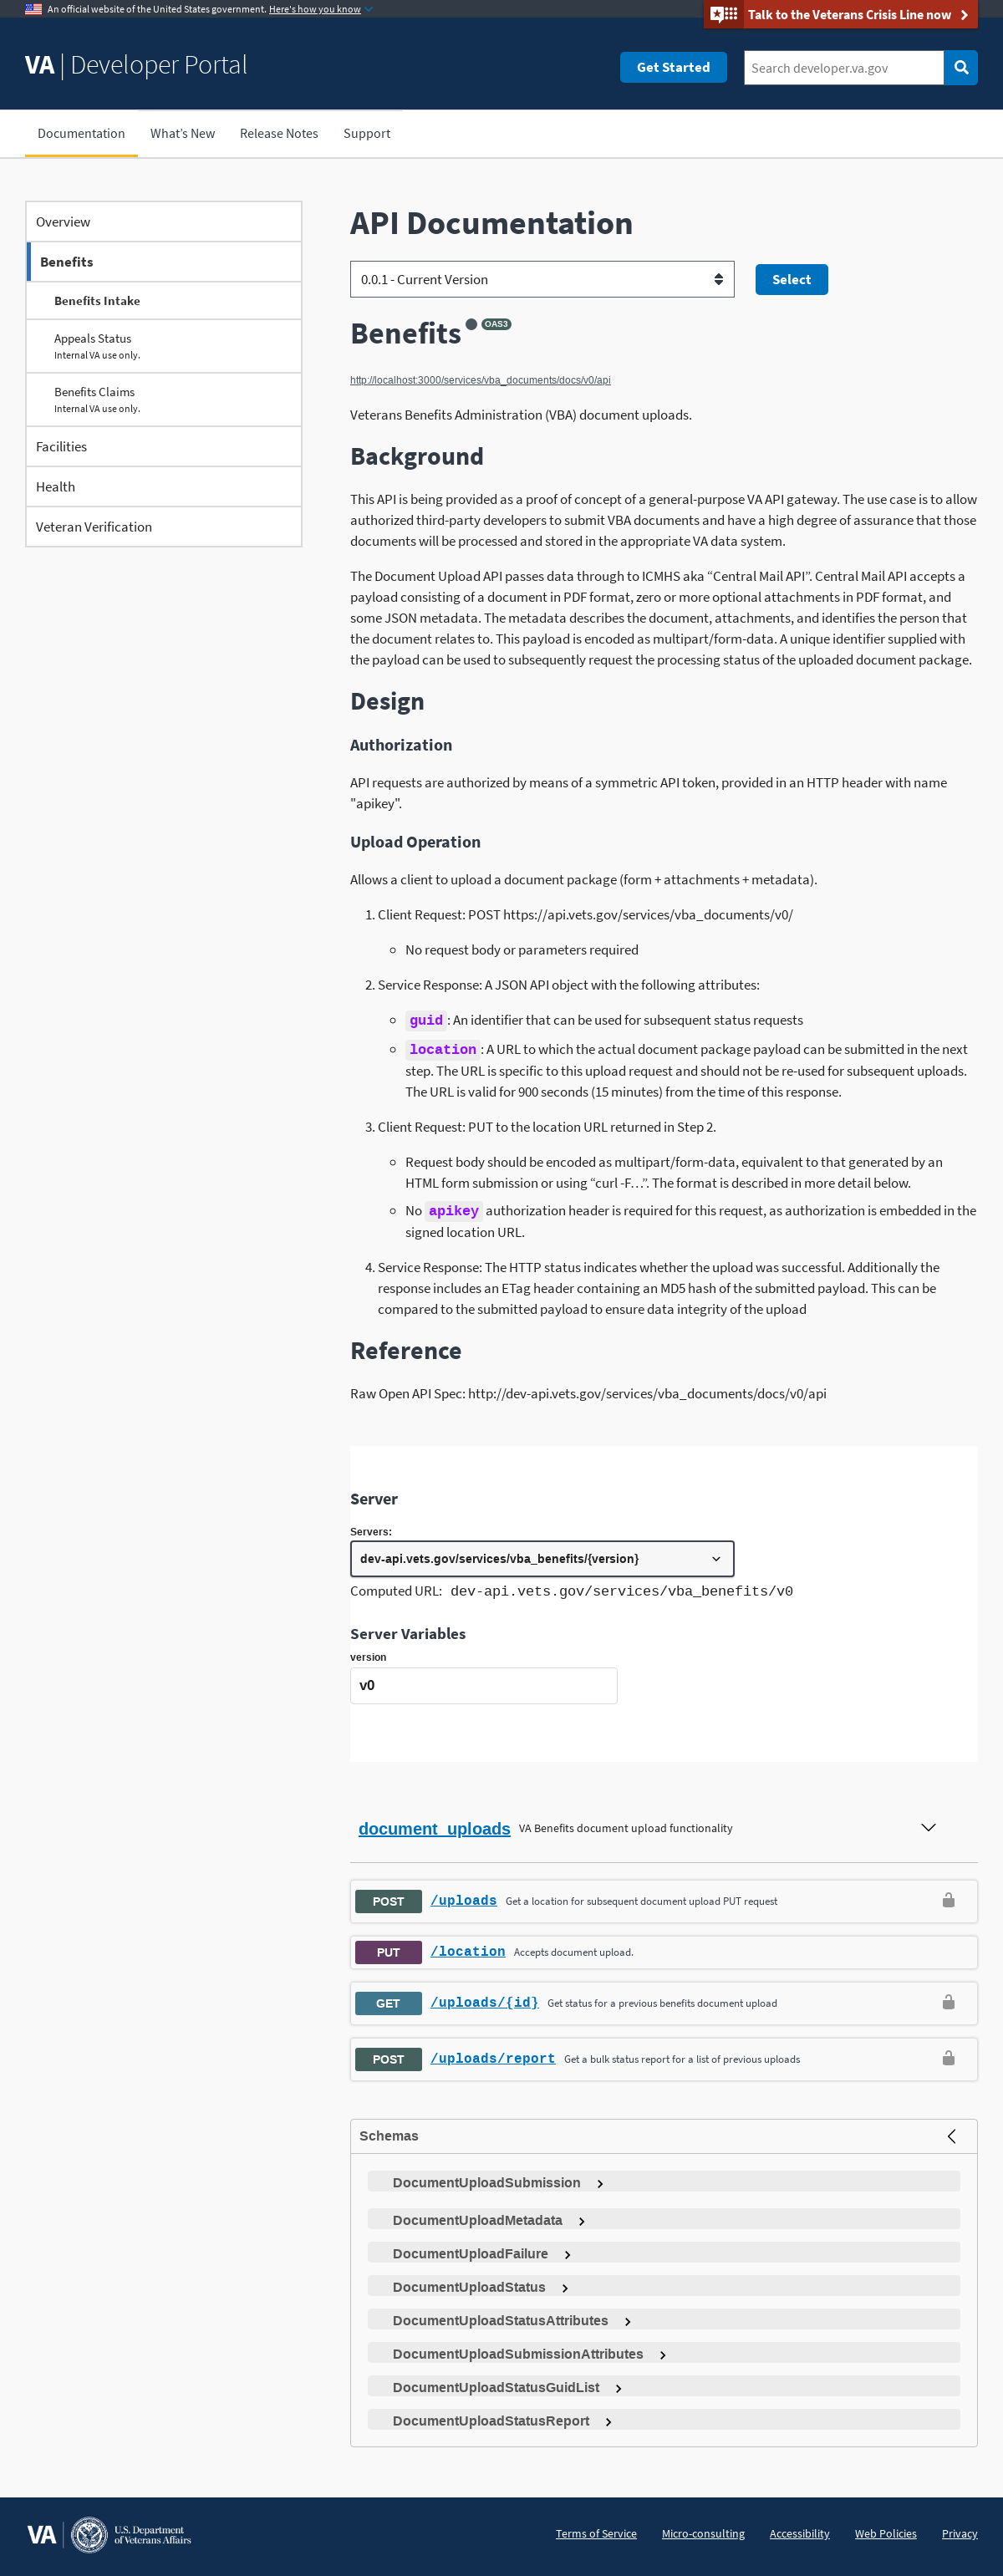 An official website of the United States government. Here's how you know
Talk to the Veterans Crisis Line now
VA | Developer Portal
Get Started
Search developer.va.gov
Documentation
What's New
Release Notes
Support
Overview
Benefits
Benefits Intake
Appeals Status
Internal VA use only.
Benefits Claims
Internal VA use only.
Facilities
Health
Veteran Verification
API Documentation
0.0.1 - Current Version
Select
Benefits OAS3
http://localhost:3000/services/vba_documents/docs/v0/api
Veterans Benefits Administration (VBA) document uploads.
Background
This API is being provided as a proof of concept of a general-purpose VA API gateway. The use case is to allow
authorized third-party developers to submit VBA documents and have a high degree of assurance that those
documents will be processed and stored in the appropriate VA data system.
The Document Upload API passes data through to ICMHS aka “Central Mail API”. Central Mail API accepts a
payload consisting of a document in PDF format, zero or more optional attachments in PDF format, and
some JSON metadata. The metadata describes the document, attachments, and identifies the person that
the document relates to. This payload is encoded as multipart/form-data. A unique identifier supplied with
the payload can be used to subsequently request the processing status of the uploaded document package.
Design
Authorization
API requests are authorized by means of a symmetric API token, provided in an HTTP header with name
"apikey".
Upload Operation
Allows a client to upload a document package (form + attachments + metadata).
1. Client Request: POST https://api.vets.gov/services/vba_documents/v0/
No request body or parameters required
2. Service Response: A JSON API object with the following attributes:
guid : An identifier that can be used for subsequent status requests
location : A URL to which the actual document package payload can be submitted in the next
step. The URL is specific to this upload request and should not be re-used for subsequent uploads.
The URL is valid for 900 seconds (15 minutes) from the time of this response.
3. Client Request: PUT to the location URL returned in Step 2.
Request body should be encoded as multipart/form-data, equivalent to that generated by an
HTML form submission or using “curl -F…”. The format is described in more detail below.
No apikey authorization header is required for this request, as authorization is embedded in the
signed location URL.
4. Service Response: The HTTP status indicates whether the upload was successful. Additionally the
response includes an ETag header containing an MD5 hash of the submitted payload. This can be
compared to the submitted payload to ensure data integrity of the upload
Reference
Raw Open API Spec: http://dev-api.vets.gov/services/vba_documents/docs/v0/api
Server
Servers:
dev-api.vets.gov/services/vba_benefits/{version}
Computed URL: dev-api.vets.gov/services/vba_benefits/v0
Server Variables
version
v0
document_uploads VA Benefits document upload functionality
POST /uploads Get a location for subsequent document upload PUT request
PUT /location Accepts document upload.
GET /uploads/{id} Get status for a previous benefits document upload
POST /uploads/report Get a bulk status report for a list of previous uploads
Schemas
DocumentUploadSubmission
DocumentUploadMetadata
DocumentUploadFailure
DocumentUploadStatus
DocumentUploadStatusAttributes
DocumentUploadSubmissionAttributes
DocumentUploadStatusGuidList
DocumentUploadStatusReport
VA
U.S. Department
of Veterans Affairs
Terms of Service
Micro-consulting
Accessibility
Web Policies
Privacy